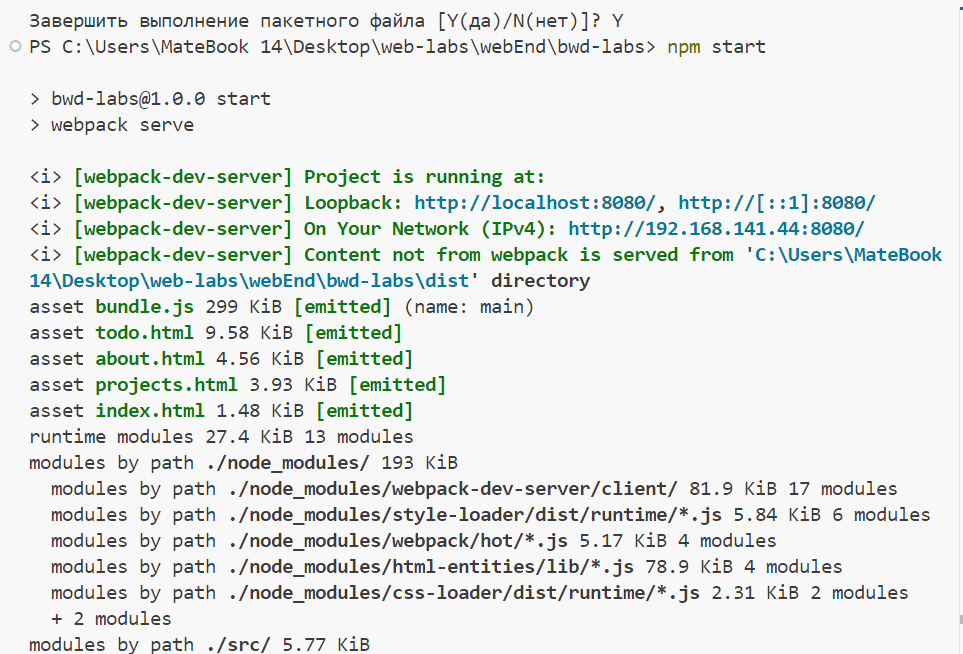 Завершить выполнение пакетного файла [Y(да)/N(нет)]? Y
PS C:\Users\MateBook 14\Desktop\web-labs\webEnd\bwd-labs> npm start
> bwd-labs@1.0.0 start
> webpack serve
<i> [webpack-dev-server] Project is running at:
<i> [webpack-dev-server] Loopback: http://localhost:8080/, http://[::1]:8080/
<i> [webpack-dev-server] On Your Network (IPv4): http://192.168.141.44:8080/
<i> [webpack-dev-server] Content not from webpack is served from 'C:\Users\MateBook
14\Desktop\web-labs\webEnd\bwd-labs\dist' directory
asset bundle.js 299 KiB [emitted] (name: main)
asset todo.html 9.58 KiB [emitted]
asset about.html 4.56 KiB [emitted]
asset projects.html 3.93 KiB [emitted]
asset index.html 1.48 KiB [emitted]
runtime modules 27.4 KiB 13 modules
modules by path ./node_modules/ 193 KiB
  modules by path ./node_modules/webpack-dev-server/client/ 81.9 KiB 17 modules
  modules by path ./node_modules/style-loader/dist/runtime/*.js 5.84 KiB 6 modules
  modules by path ./node_modules/webpack/hot/*.js 5.17 KiB 4 modules
  modules by path ./node_modules/html-entities/lib/*.js 78.9 KiB 4 modules
  modules by path ./node_modules/css-loader/dist/runtime/*.js 2.31 KiB 2 modules
  + 2 modules
modules by path ./src/ 5.77 KiB